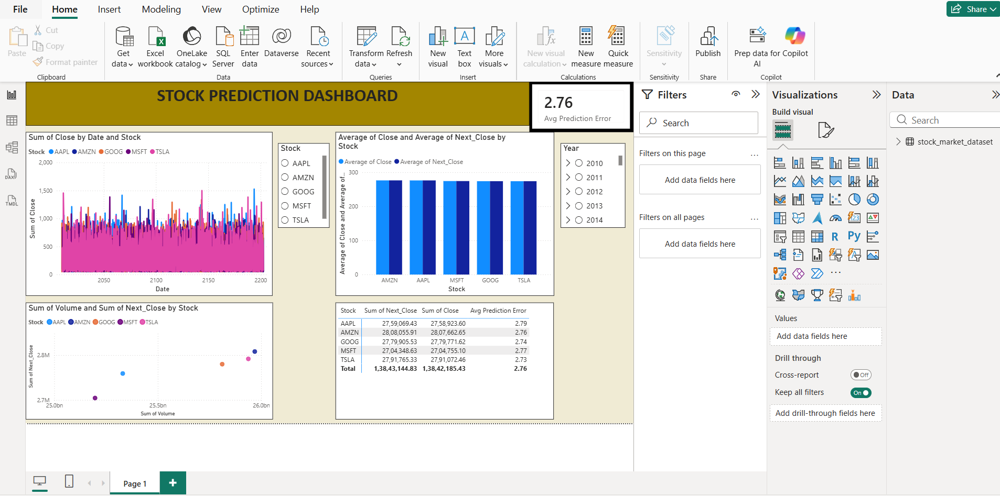 File Home Insert Modeling View Optimize Help
Share
Paste
Cut
Copy
Format painter
Clipboard
Get data
Excel workbook
OneLake catalog
SQL Server
Enter data
Dataverse
Recent sources
Data
Transform data
Refresh
Queries
New visual
Text box
More visuals
Insert
New visual calculation
New measure
Quick measure
Calculations
Sensitivity
Sensitivity
Publish
Share
Prep data for AI
Copilot
Copilot
DAX
TMDL
STOCK PREDICTION DASHBOARD
2.76
Avg Prediction Error
Sum of Close by Date and Stock
Stock AAPL AMZN GOOG MSFT TSLA
Sum of Close
2,000
1,500
1,000
500
0
2050 2100 2150 2200
Date
Stock
AAPL
AMZN
GOOG
MSFT
TSLA
Average of Close and Average of Next_Close by
Stock
Average of Close Average of Next_Close
Average of Close and Average of...
300
200
100
0
AMZN AAPL MSFT GOOG TSLA
Stock
Year
2010
2011
2012
2013
2014
Sum of Volume and Sum of Next_Close by Stock
Stock AAPL AMZN GOOG MSFT TSLA
Sum of Next_Close
2.8M
2.7M
25.0bn 25.5bn 26.0bn
Sum of Volume
Stock Sum of Next_Close Sum of Close Avg Prediction Error
AAPL 27,59,069.43 27,58,923.60 2.79
AMZN 28,08,055.91 28,07,662.65 2.76
GOOG 27,79,905.53 27,79,771.62 2.74
MSFT 27,04,348.63 27,04,755.10 2.77
TSLA 27,91,765.33 27,91,072.46 2.73
Total 1,38,43,144.83 1,38,42,185.43 2.76
Page 1
Filters
Search
Filters on this page ...
Add data fields here
Filters on all pages ...
Add data fields here
Visualizations
Build visual
123
R Py
...
Values
Add data fields here
Drill through
Cross-report Off
Keep all filters On
Add drill-through fields here
Data
Search
stock_market_dataset